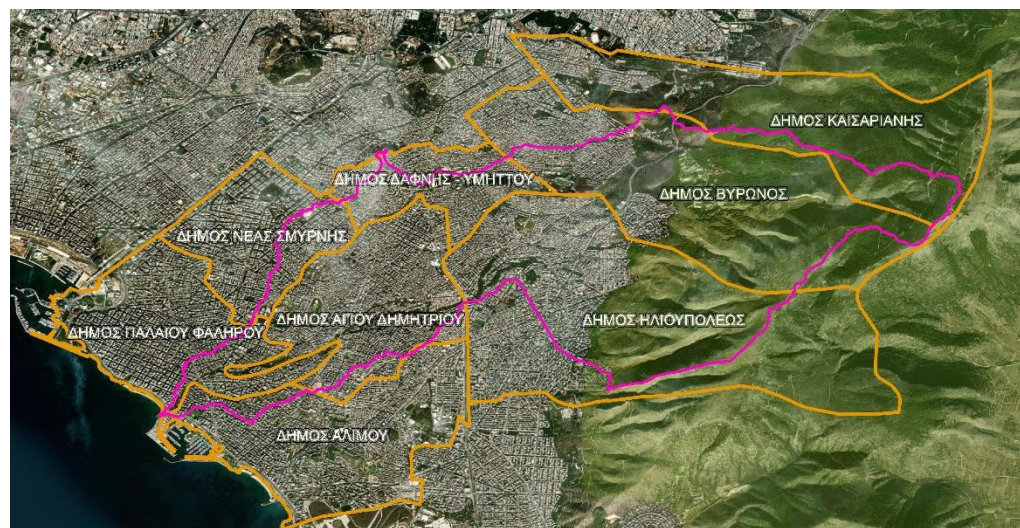 ΔΗΜΟΣ ΚΑΙΣΑΡΙΑΝΗΣ
ΔΗΜΟΣ ΔΑΦΝΗΣ - ΥΜΗΤΤΟΥ
ΔΗΜΟΣ ΒΥΡΩΝΟΣ
ΔΗΜΟΣ ΝΕΑΣ ΣΜΥΡΝΗΣ
ΔΗΜΟΣ ΑΓΙΟΥ ΔΗΜΗΤΡΙΟΥ
ΔΗΜΟΣ ΗΛΙΟΥΠΟΛΕΩΣ
ΔΗΜΟΣ ΠΑΛΑΙΟΥ ΦΑΛΗΡΟΥ
ΔΗΜΟΣ ΑΛΙΜΟΥ